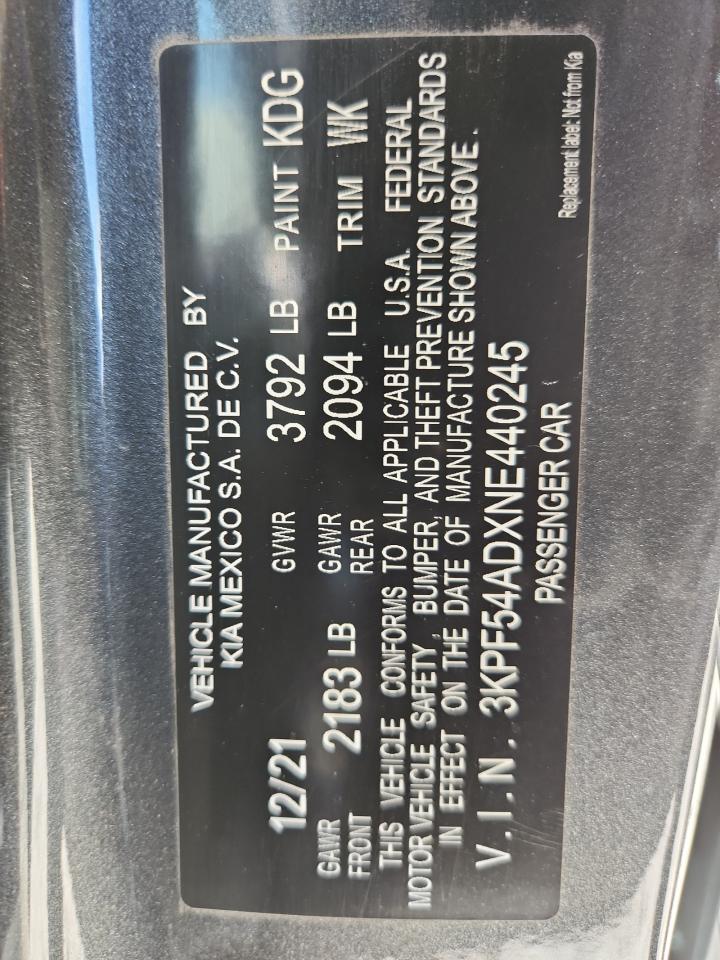 VEHICLE MANUFACTURED BY
KIA MEXICO S.A. DE C.V.
12/21 GVWR 3792 LB PAINT KDG
GAWR FRONT 2183 LB GAWR REAR 2094 LB TRIM WK
THIS VEHICLE CONFORMS TO ALL APPLICABLE U.S.A. FEDERAL
MOTOR VEHICLE SAFETY, BUMPER, AND THEFT PREVENTION STANDARDS
IN EFFECT ON THE DATE OF MANUFACTURE SHOWN ABOVE.
V.I.N. 3KPF54ADXNE440245
PASSENGER CAR
Replacement label: Not from Kia